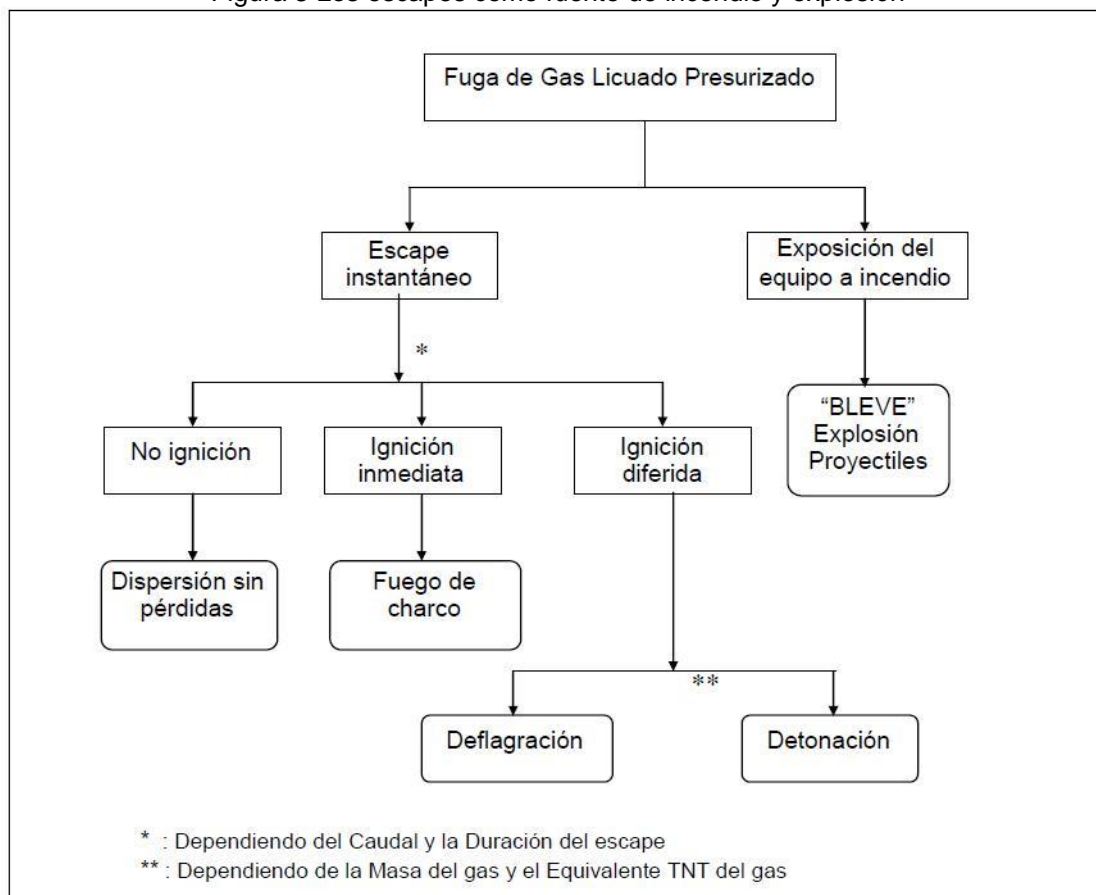 Fuga de Gas Licuado Presurizado
Escape
instantáneo
Exposición del
equipo a incendio
*
"BLEVE"
Explosión
Proyectiles
No ignición
Ignición
inmediata
Ignición
diferida
Dispersión sin
pérdidas
Fuego de
charco
**
Deflagración
Detonación
* : Dependiendo del Caudal y la Duración del escape
** : Dependiendo de la Masa del gas y el Equivalente TNT del gas